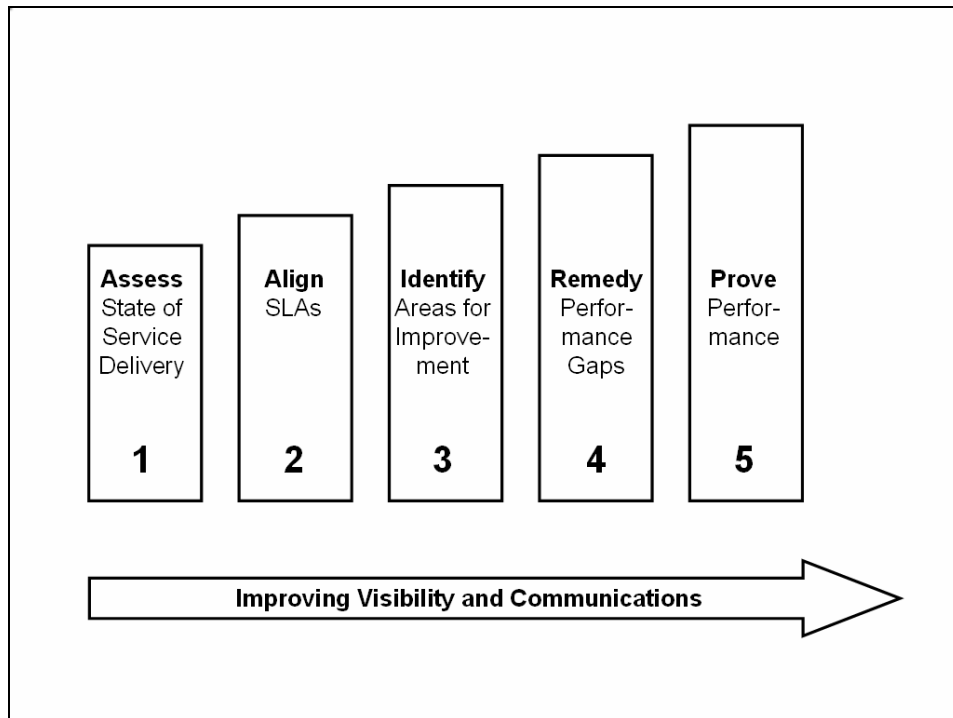 Assess
State of
Service
Delivery
1
Align
SLAs
2
Identify
Areas for
Improve-
ment
3
Remedy
Perfor-
mance
Gaps
4
Prove
Perfor-
mance
5
Improving Visibility and Communications